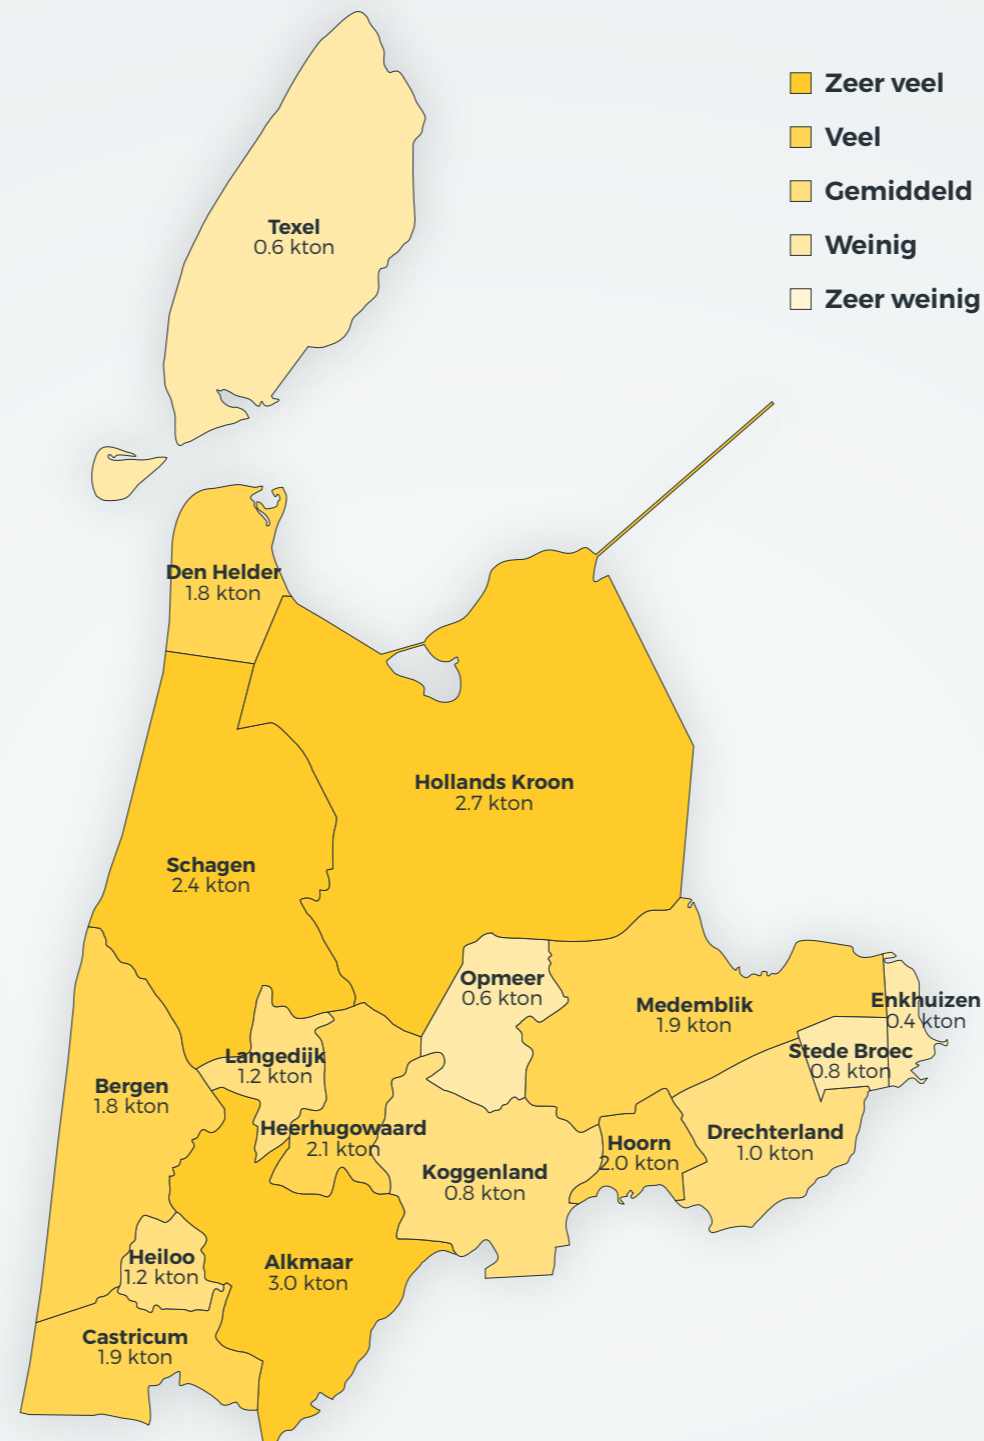 Zeer veel
Veel
Gemiddeld
Weinig
Zeer weinig
Texel
0.6 kton
Den Helder
1.8 kton
Hollands Kroon
2.7 kton
Schagen
2.4 kton
Opmeer
0.6 kton
Medemblik
1.9 kton
Enkhuizen
0.4 kton
Stede Broec
0.8 kton
Langedijk
1.2 kton
Bergen
1.8 kton
Heerhugowaard
2.1 kton
Hoorn
2.0 kton
Drechterland
1.0 kton
Koggenland
0.8 kton
Heiloo
1.2 kton
Alkmaar
3.0 kton
Castricum
1.9 kton